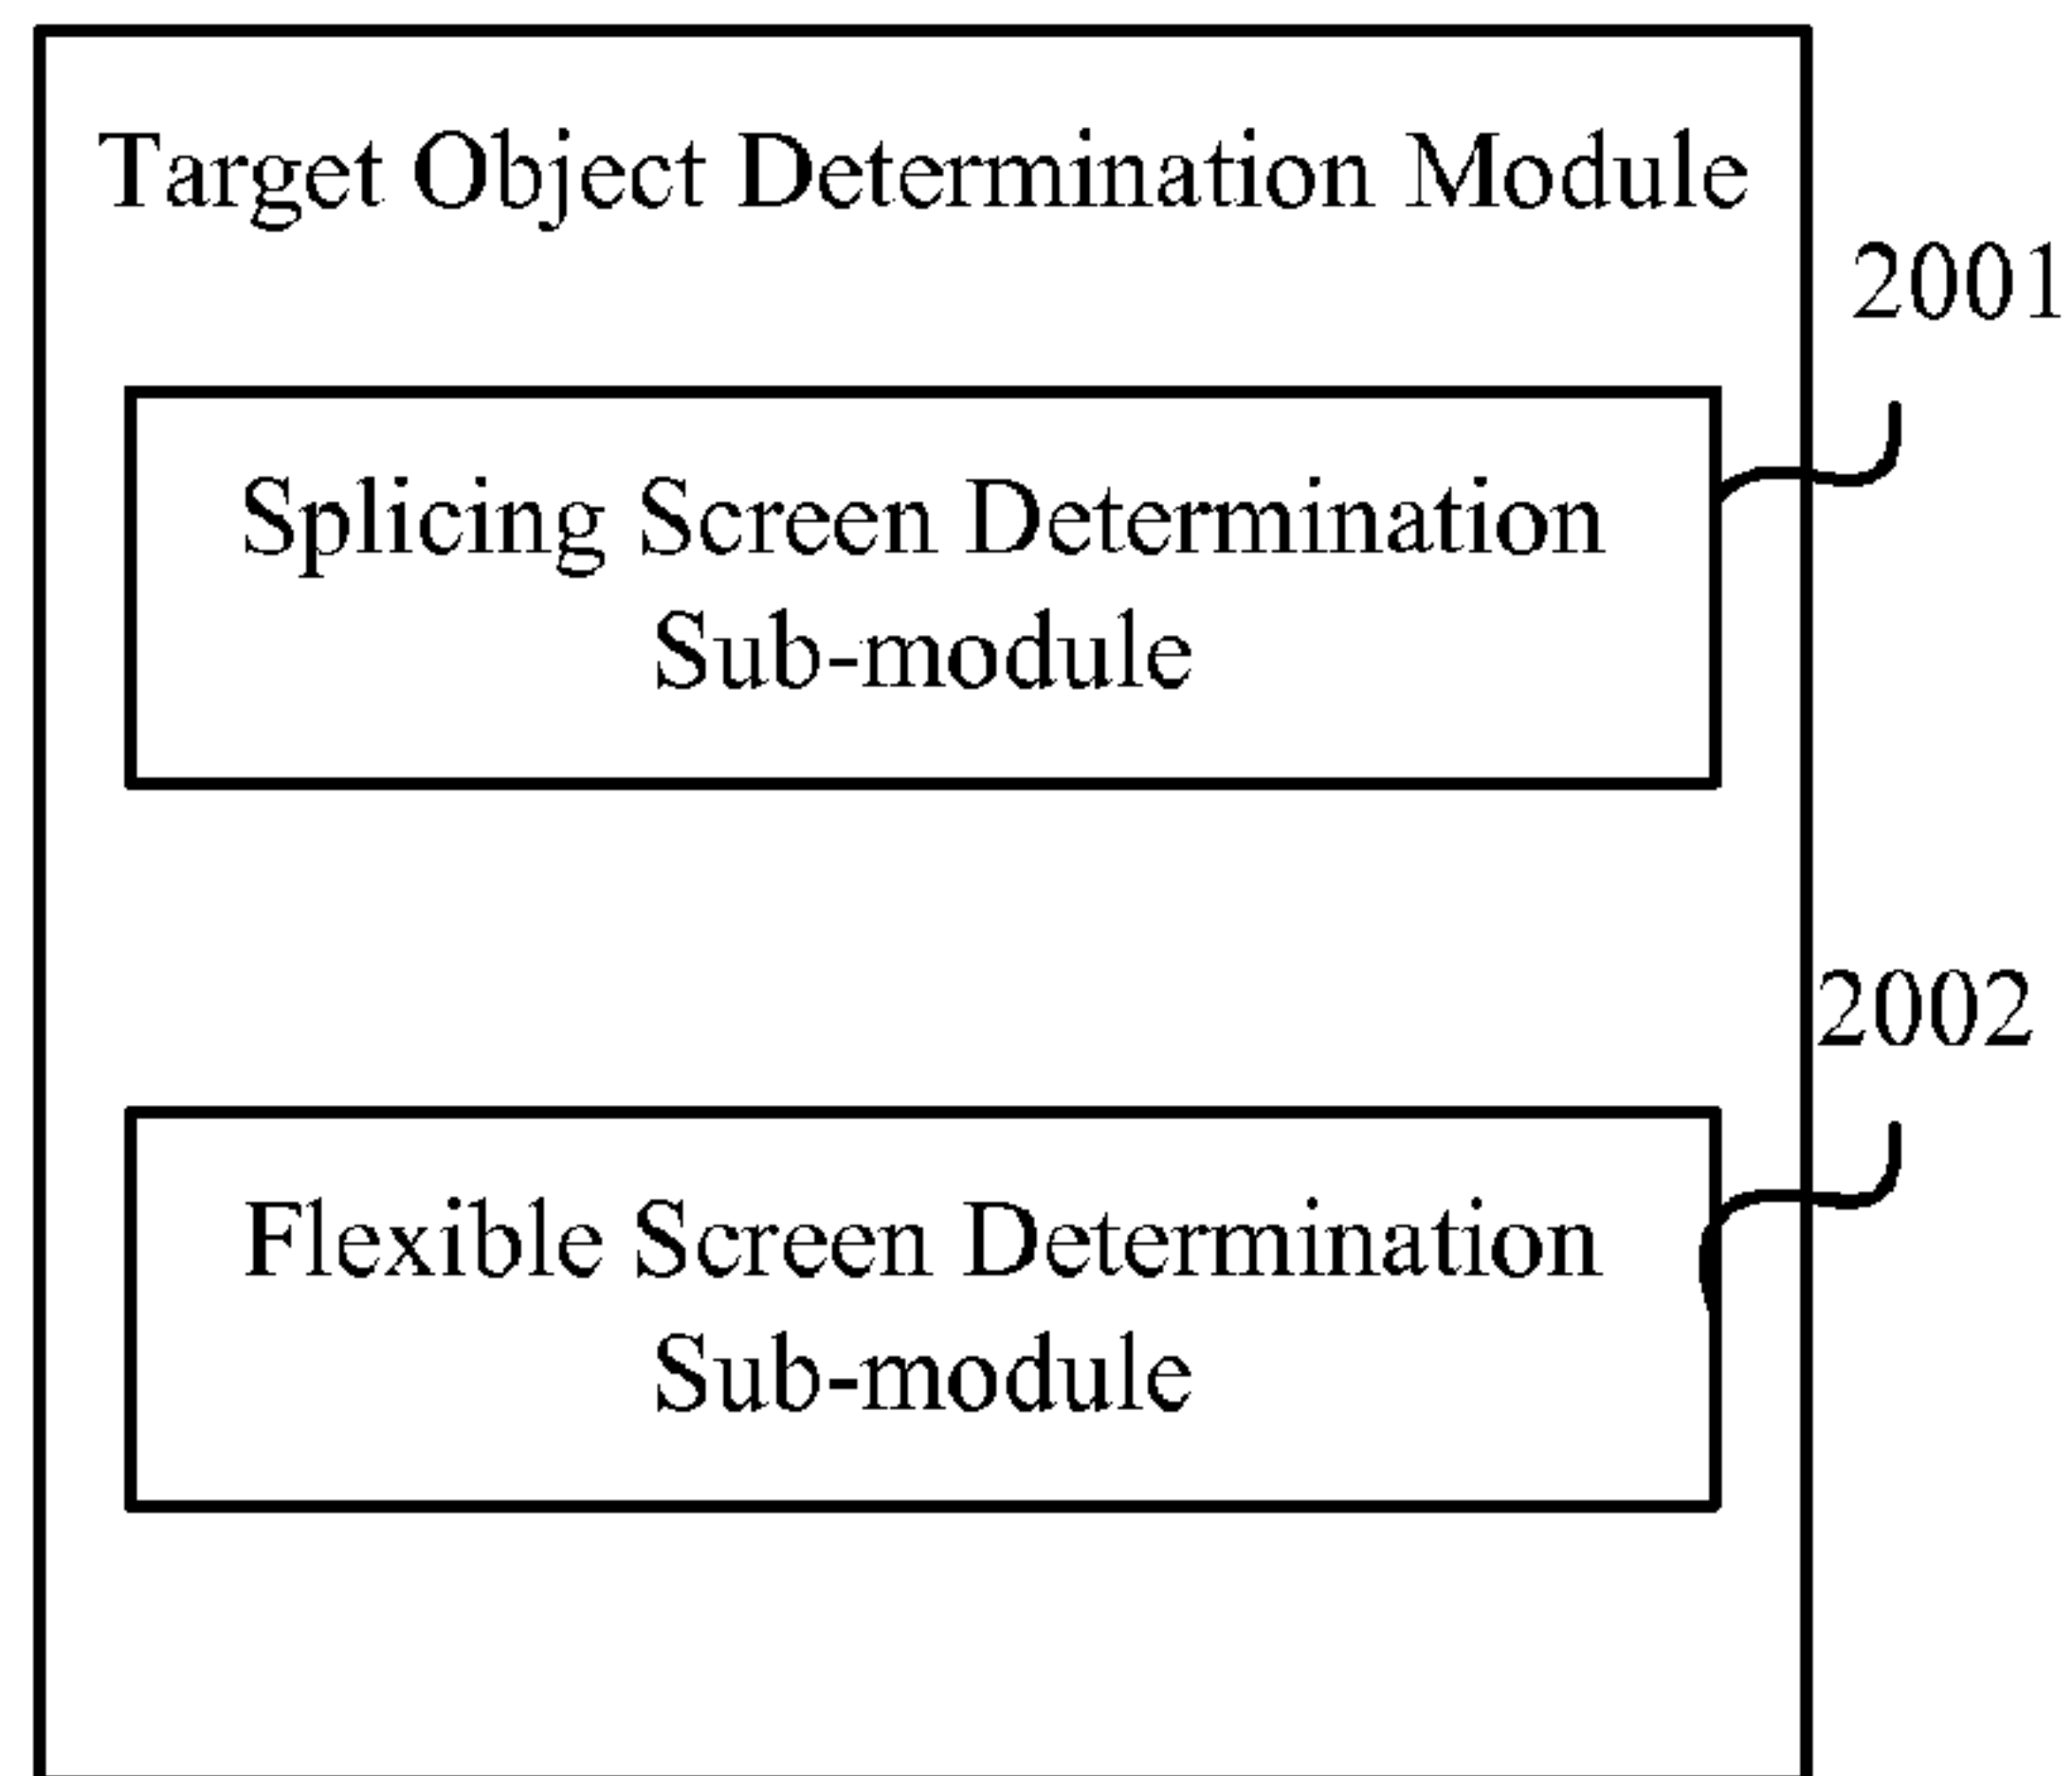 Target Object Determination Module
2001
Splicing Screen Determination
Sub-module
2002
Flexible Screen Determination
Sub-module